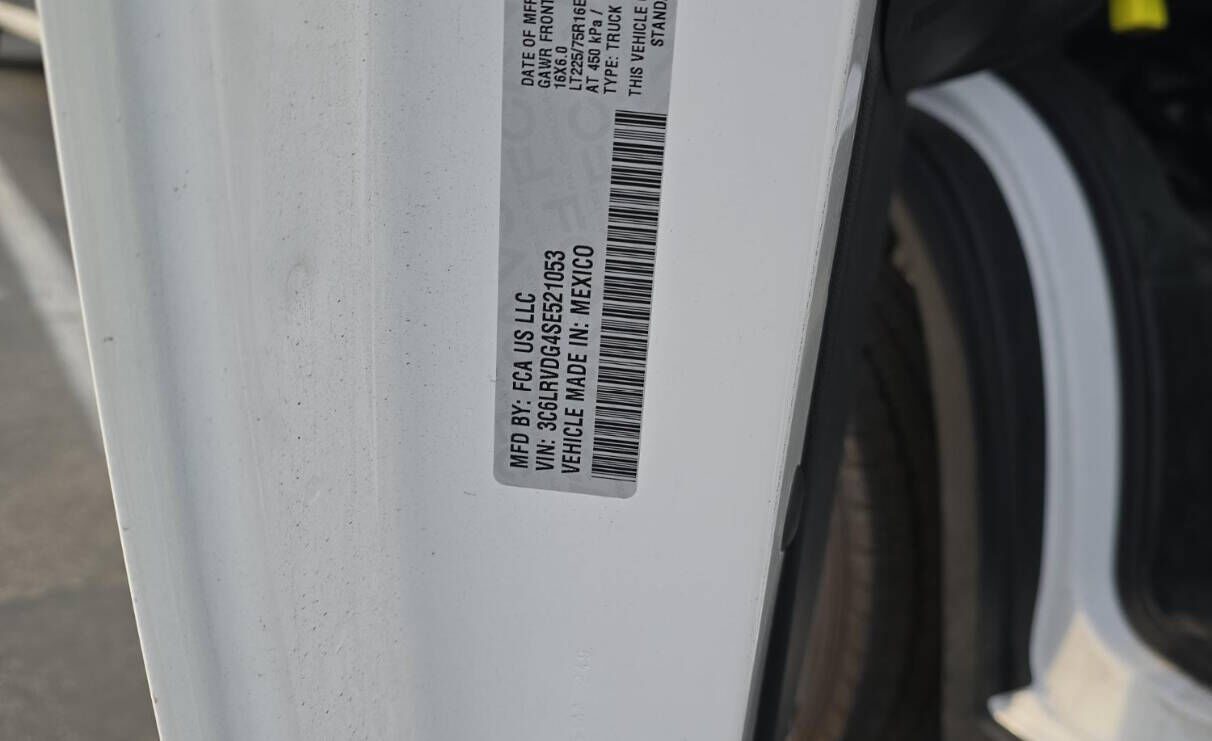 MFD BY: FCA US LLC
VIN: 3C6LRVDG4SE521053
VEHICLE MADE IN: MEXICO
DATE OF MFR
GAWR FRONT
16X6.0
LT225/75R16E
AT 450 kPa /
TYPE: TRUCK
THIS VEHICLE
STANDA